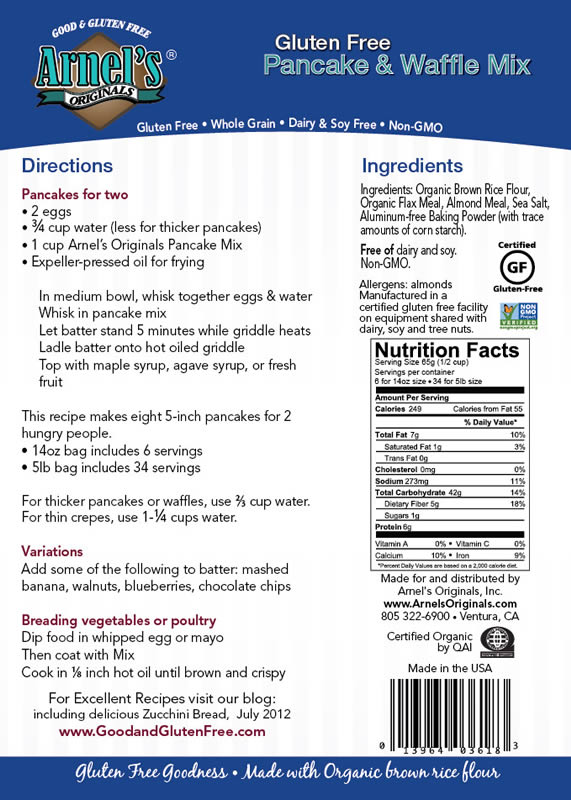 GOOD & GLUTEN FREE
Arnel's®
ORIGINALS
Gluten Free
Pancake & Waffle Mix
Gluten Free • Whole Grain • Dairy & Soy Free • Non-GMO
Directions
Pancakes for two
• 2 eggs
• ¾ cup water (less for thicker pancakes)
• 1 cup Arnel's Originals Pancake Mix
• Expeller-pressed oil for frying
In medium bowl, whisk together eggs & water
Whisk in pancake mix
Let batter stand 5 minutes while griddle heats
Ladle batter onto hot oiled griddle
Top with maple syrup, agave syrup, or fresh
fruit
This recipe makes eight 5-inch pancakes for 2
hungry people.
• 14oz bag includes 6 servings
• 5lb bag includes 34 servings
For thicker pancakes or waffles, use ⅔ cup water.
For thin crepes, use 1-¼ cups water.
Variations
Add some of the following to batter: mashed
banana, walnuts, blueberries, chocolate chips
Breading vegetables or poultry
Dip food in whipped egg or mayo
Then coat with Mix
Cook in ⅛ inch hot oil until brown and crispy
For Excellent Recipes visit our blog:
including delicious Zucchini Bread, July 2012
www.GoodandGlutenFree.com
Ingredients
Ingredients: Organic Brown Rice Flour,
Organic Flax Meal, Almond Meal, Sea Salt,
Aluminum-free Baking Powder (with trace
amounts of corn starch).
Free of dairy and soy.
Non-GMO.
Certified
GF
Gluten-Free
Allergens: almonds
Manufactured in a
certified gluten free facility
on equipment shared with
dairy, soy and tree nuts.
NON
GMO
Project
VERIFIED
nongmoproject.org
Nutrition Facts
Serving Size 65g (1/2 cup)
Servings per container
6 for 14oz size • 34 for 5lb size
Amount Per Serving
Calories 249 Calories from Fat 55
% Daily Value*
Total Fat 7g 10%
Saturated Fat 1g 3%
Trans Fat 0g
Cholesterol 0mg 0%
Sodium 273mg 11%
Total Carbohydrate 42g 14%
Dietary Fiber 5g 18%
Sugars 1g
Protein 6g
Vitamin A 0% • Vitamin C 0%
Calcium 10% • Iron 9%
*Percent Daily Values are based on a 2,000 calorie diet.
Made for and distributed by
Arnel's Originals, Inc.
www.ArnelsOriginals.com
805 322-6900 • Ventura, CA
Certified Organic
by QAI
Made in the USA
0 13964 03618 3
Gluten Free Goodness • Made with Organic brown rice flour